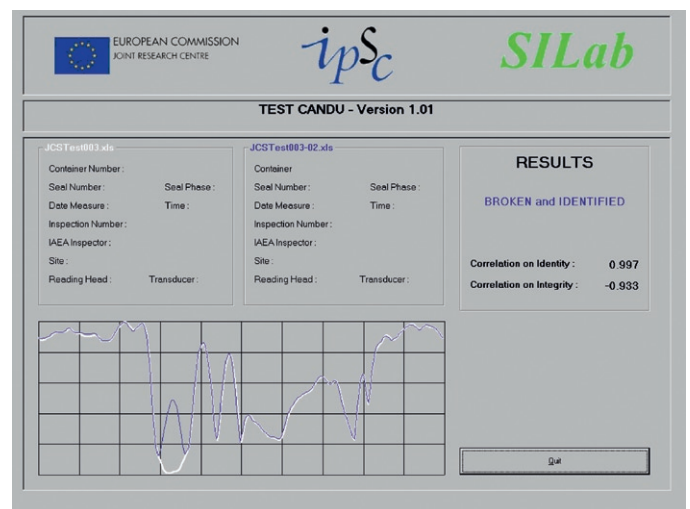 EUROPEAN COMMISSION
JOINT RESEARCH CENTRE
ipSc
SILab
TEST CANDU - Version 1.01
JCSTest003.xls
Container Number :
Seal Number : Seal Phase :
Date Measure : Time :
Inspection Number :
IAEA Inspector :
Site :
Reading Head : Transducer :
JCSTest003-02.xls
Container
Seal Number : Seal Phase :
Date Measure : Time :
Inspection Number :
IAEA Inspector :
Site :
Reading Head : Transducer :
RESULTS
BROKEN and IDENTIFIED
Correlation on Identity : 0.997
Correlation on Integrity : -0.933
Quit